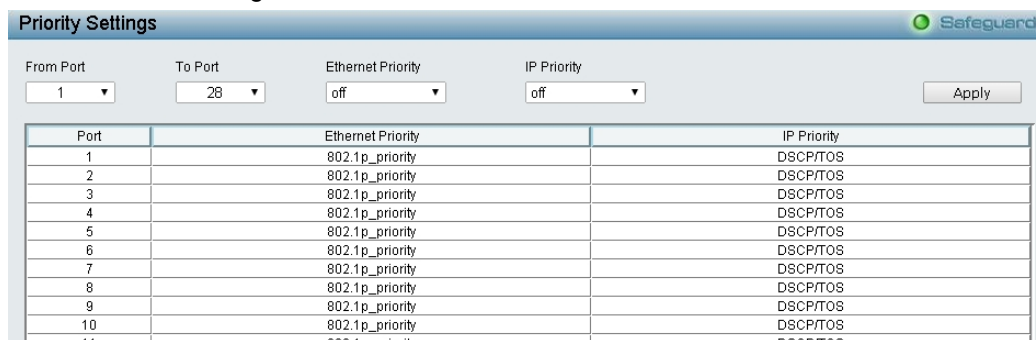 Priority Settings Safeguard
From Port To Port Ethernet Priority IP Priority
1 28 off off Apply
Port Ethernet Priority IP Priority
1 802.1p_priority DSCP/TOS
2 802.1p_priority DSCP/TOS
3 802.1p_priority DSCP/TOS
4 802.1p_priority DSCP/TOS
5 802.1p_priority DSCP/TOS
6 802.1p_priority DSCP/TOS
7 802.1p_priority DSCP/TOS
8 802.1p_priority DSCP/TOS
9 802.1p_priority DSCP/TOS
10 802.1p_priority DSCP/TOS